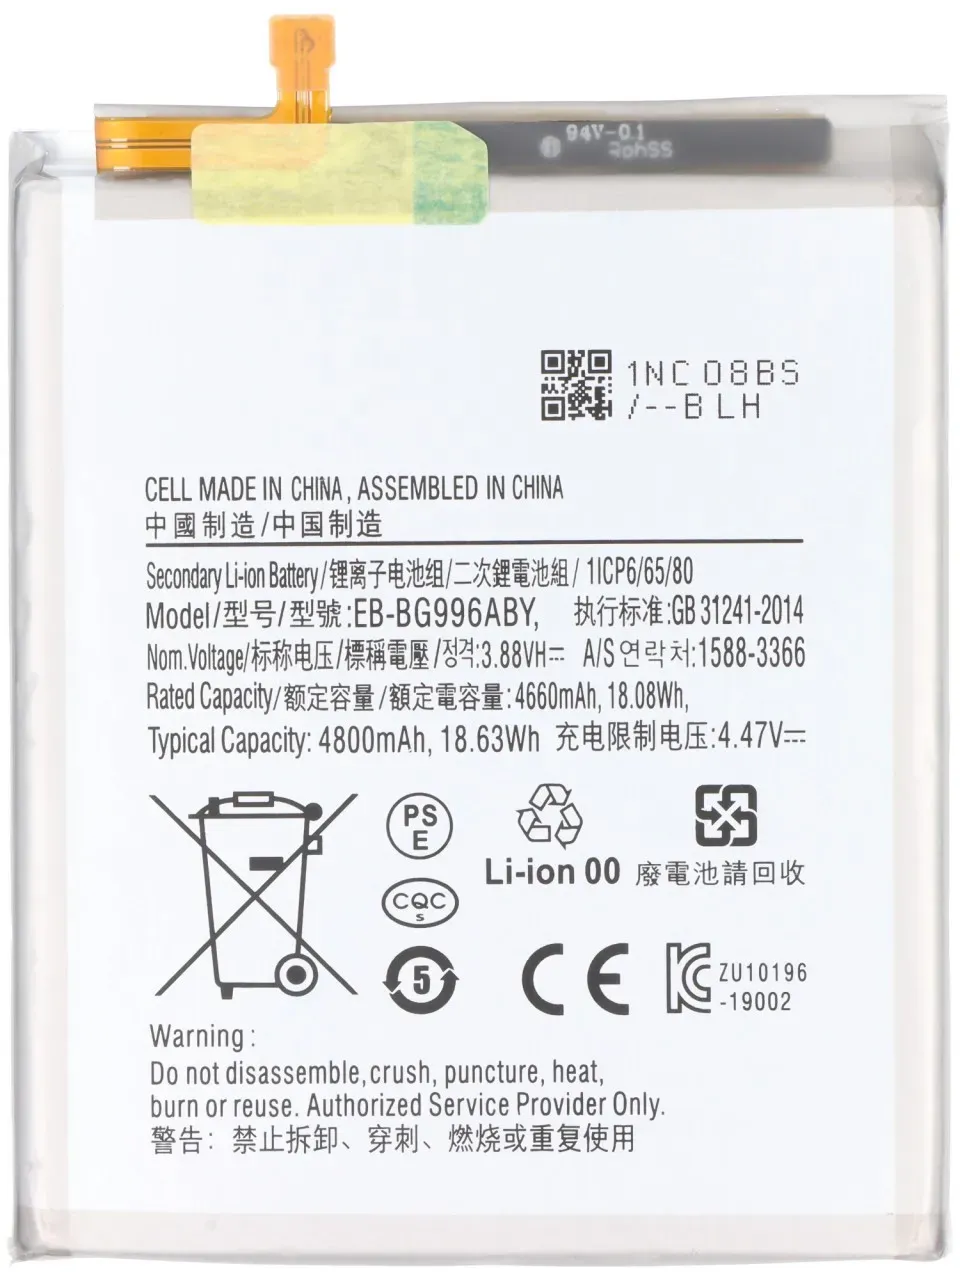 94V-0.1
RohSS
1NC 08BS
/--B LH
CELL MADE IN CHINA, ASSEMBLED IN CHINA
中國制造/中国制造
Secondary Li-ion Battery/锂离子电池组/二次鋰電池組/ 1ICP6/65/80
Model/型号/型號:EB-BG996ABY, 执行标准:GB 31241-2014
Nom.Voltage/标称电压/標稱電壓/정격:3.88VH⎓ A/S 연락처:1588-3366
Rated Capacity/额定容量/額定電容量:4660mAh, 18.08Wh,
Typical Capacity: 4800mAh, 18.63Wh 充电限制电压:4.47V⎓
PS
E
Li-ion 00 廢電池請回收
CQC
S
5 CE KC ZU10196
-19002
Warning :
Do not disassemble, crush, puncture, heat,
burn or reuse. Authorized Service Provider Only.
警告：禁止拆卸、穿刺、燃烧或重复使用